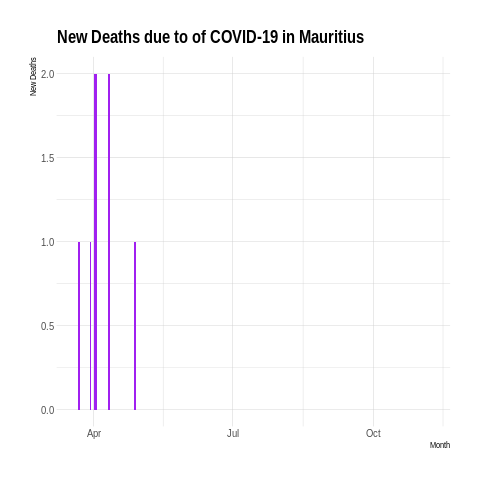 New Deaths due to of COVID-19 in Mauritius
New Deaths
2.0
1.5
1.0
0.5
0.0
Apr Jul Oct
Month